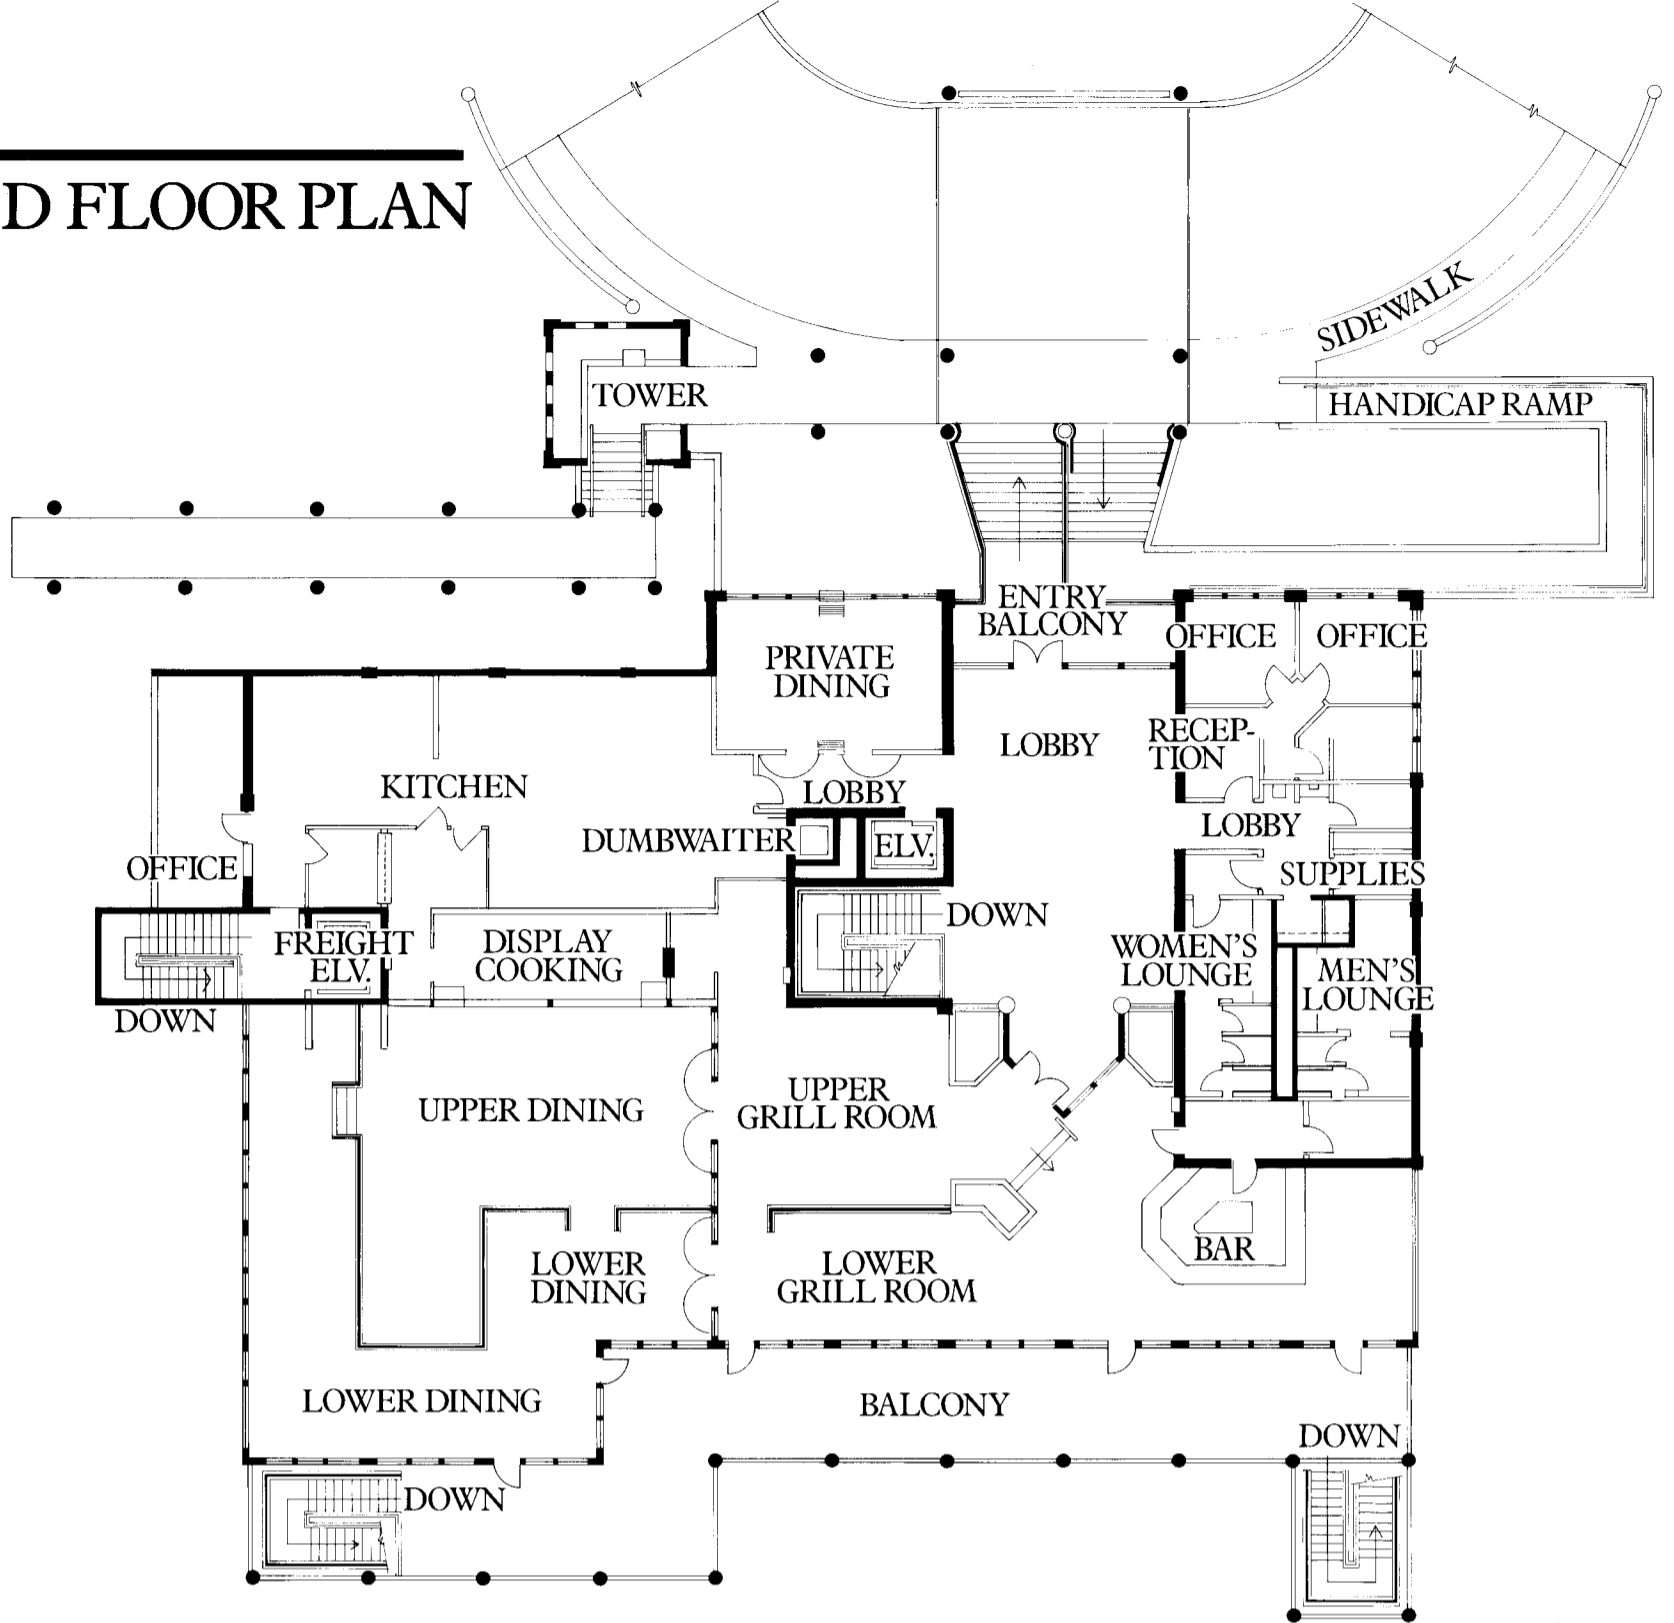 D FLOOR PLAN
SIDEWALK
TOWER
HANDICAP RAMP
ENTRY
BALCONY
OFFICE
OFFICE
PRIVATE
DINING
LOBBY
RECEP-
TION
KITCHEN
LOBBY
LOBBY
DUMBWAITER
ELV.
OFFICE
SUPPLIES
DOWN
FREIGHT
ELV.
DISPLAY
COOKING
WOMEN'S
LOUNGE
MEN'S
LOUNGE
DOWN
UPPER DINING
UPPER
GRILL ROOM
LOWER
DINING
LOWER
GRILL ROOM
BAR
LOWER DINING
BALCONY
DOWN
DOWN